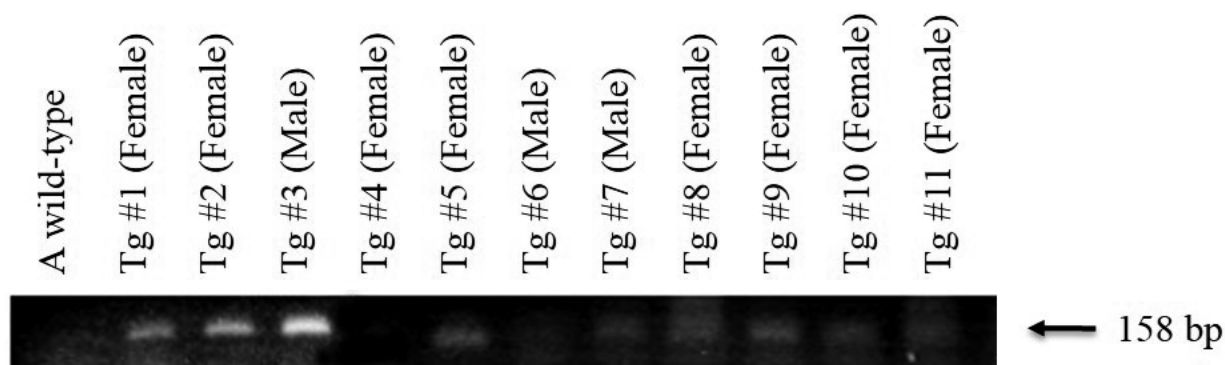 A wild-type
Tg #1 (Female)
Tg #2 (Female)
Tg #3 (Male)
Tg #4 (Female)
Tg #5 (Female)
Tg #6 (Male)
Tg #7 (Male)
Tg #8 (Female)
Tg #9 (Female)
Tg #10 (Female)
Tg #11 (Female)
158 bp